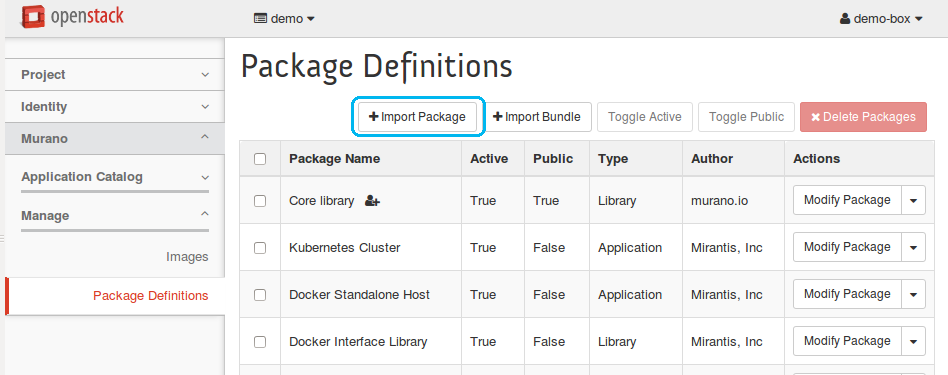 openstack demo demo-box
Project
Identity
Murano
Application Catalog
Manage
Images
Package Definitions
Package Definitions
Import Package Import Bundle Toggle Active Toggle Public Delete Packages
Package Name Active Public Type Author Actions
Core library True True Library murano.io Modify Package
Kubernetes Cluster True False Application Mirantis, Inc Modify Package
Docker Standalone Host True False Application Mirantis, Inc Modify Package
Docker Interface Library True False Library Mirantis, Inc Modify Package